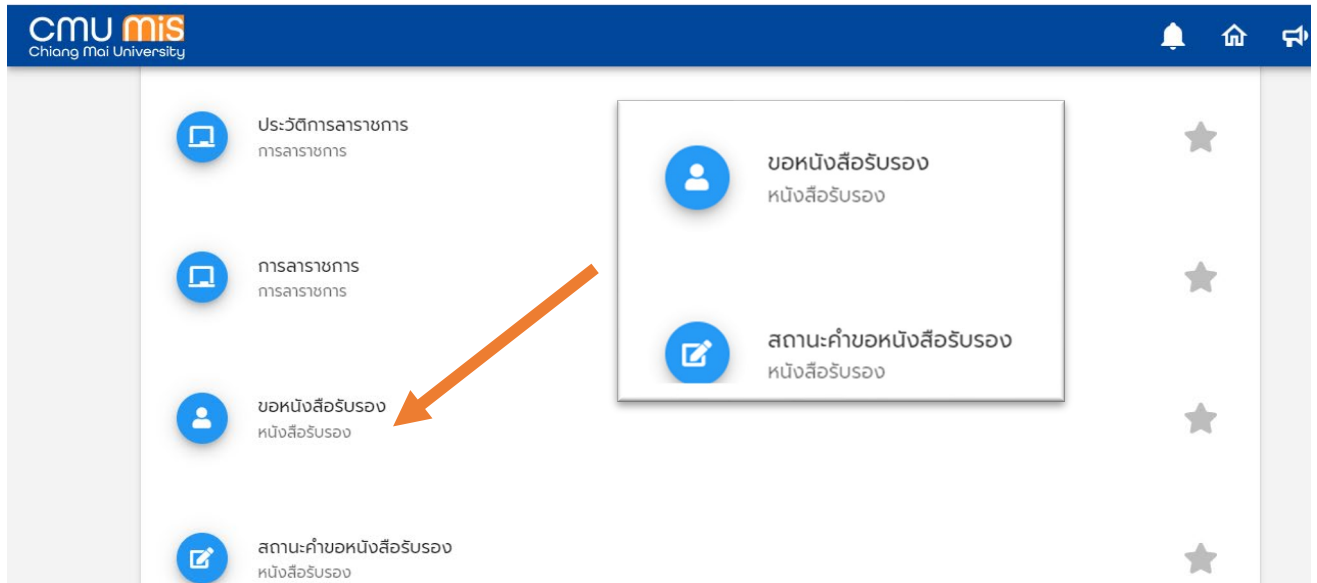 CMU MIS
Chiang Mai University
ประวัติการลาราชการ
การลาราชการ
การลาราชการ
การลาราชการ
ขอหนังสือรับรอง
หนังสือรับรอง
สถานะคำขอหนังสือรับรอง
หนังสือรับรอง
ขอหนังสือรับรอง
หนังสือรับรอง
สถานะคำขอหนังสือรับรอง
หนังสือรับรอง